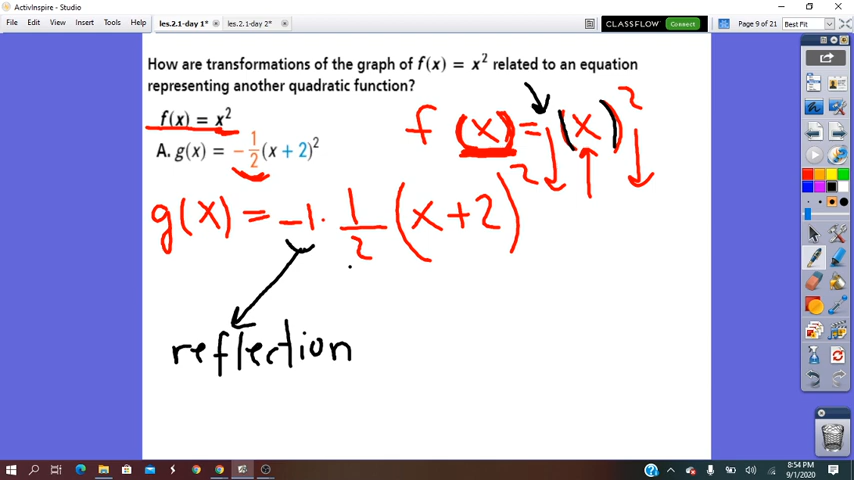 ActivInspire - Studio
File Edit View Insert Tools Help
les.2.1-day 1* les.2.1-day 2*
CLASSFLOW Connect
Page 9 of 21 Best Fit
How are transformations of the graph of f(x) = x² related to an equation
representing another quadratic function?
f(x) = x²
A. g(x) = -1/2(x + 2)²
f (x) = (x)²
g(x) = -1 · 1/2 (x+2)²
reflection
8:54 PM
9/1/2020